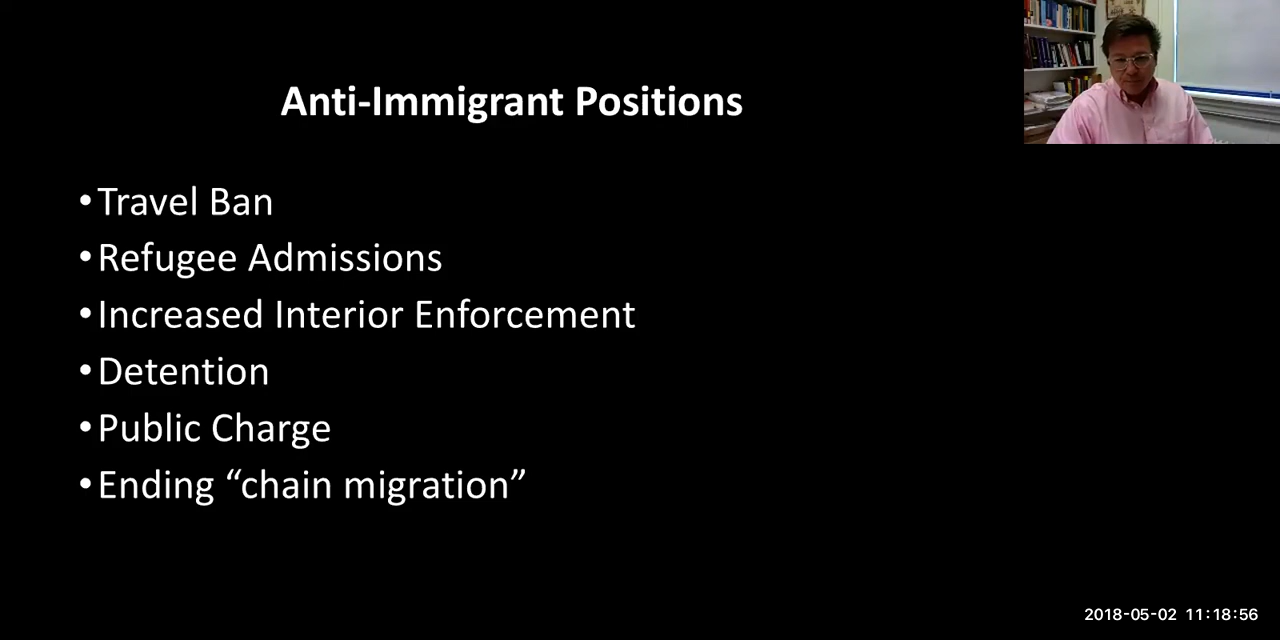 Anti-Immigrant Positions
•Travel Ban
•Refugee Admissions
•Increased Interior Enforcement
•Detention
•Public Charge
•Ending “chain migration”
2018-05-02 11:18:56